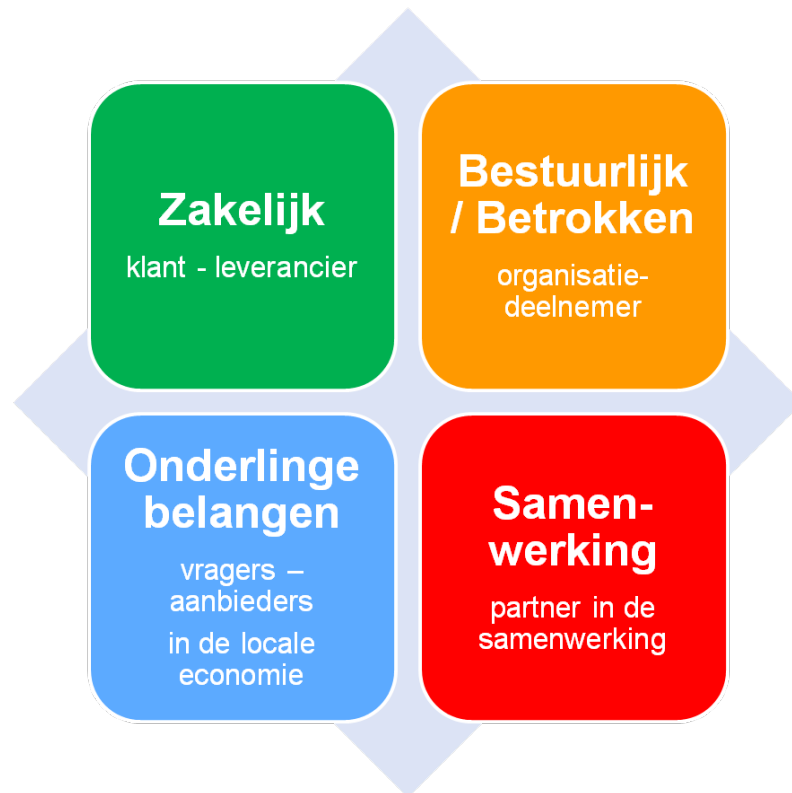 Zakelijk
klant - leverancier
Bestuurlijk
/ Betrokken
organisatie-
deelnemer
Onderlinge
belangen
vragers –
aanbieders
in de locale
economie
Samen-
werking
partner in de
samenwerking